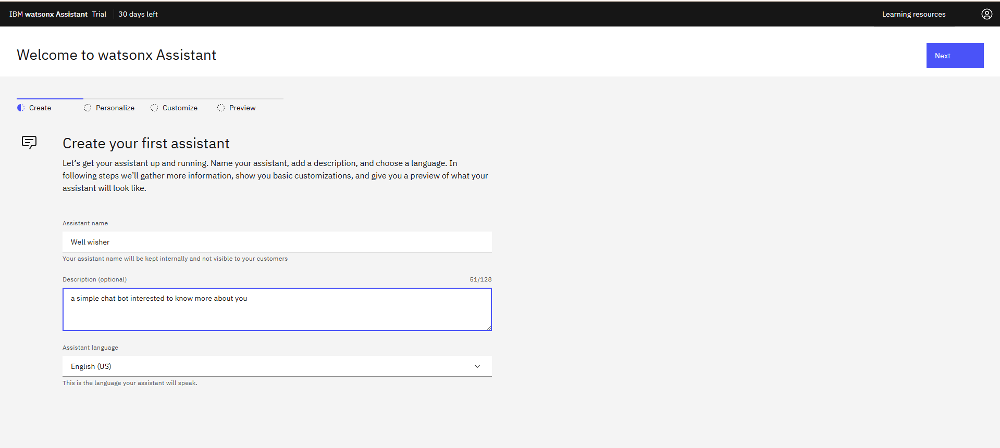 IBM watsonx Assistant Trial 30 days left Learning resources
Welcome to watsonx Assistant
Next
Create Personalize Customize Preview
Create your first assistant
Let’s get your assistant up and running. Name your assistant, add a description, and choose a language. In
following steps we’ll gather more information, show you basic customizations, and give you a preview of what your
assistant will look like.
Assistant name
Well wisher
Your assistant name will be kept internally and not visible to your customers
Description (optional) 51/128
a simple chat bot interested to know more about you
Assistant language
English (US)
This is the language your assistant will speak.